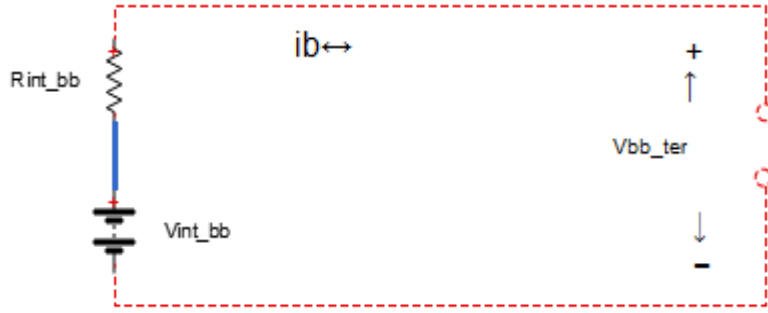 ib↔
+
Rint_bb
↑
Vbb_ter
Vint_bb
↓
-